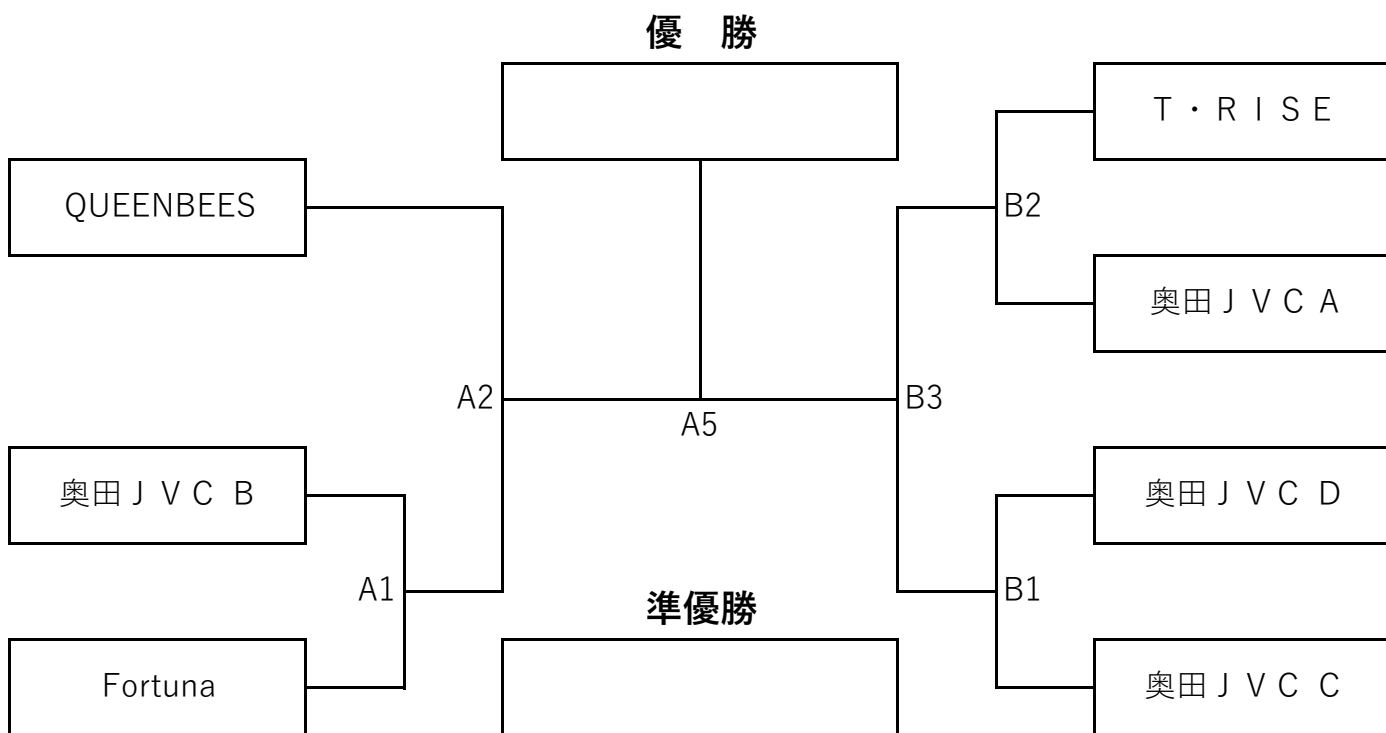 優　勝
Ｔ・ＲＩＳＥ
QUEENBEES
B2
奥田ＪＶＣ A
A2
B3
A5
奥田ＪＶＣ B
奥田ＪＶＣ D
A1
B1
準優勝
Fortuna
奥田ＪＶＣ C